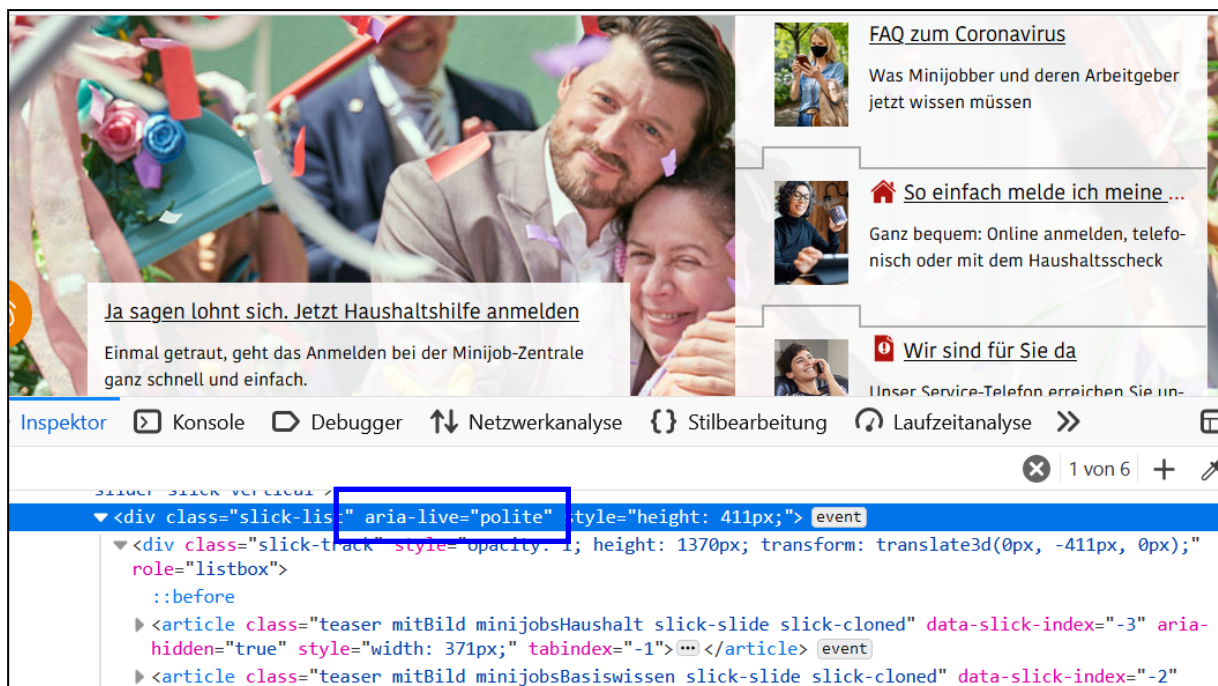 FAQ zum Coronavirus
Was Minijobber und deren Arbeitgeber
jetzt wissen müssen
So einfach melde ich meine ...
Ganz bequem: Online anmelden, telefo-
nisch oder mit dem Haushaltsscheck
Ja sagen lohnt sich. Jetzt Haushaltshilfe anmelden
Einmal getraut, geht das Anmelden bei der Minijob-Zentrale
ganz schnell und einfach.
Wir sind für Sie da
Unser Service-Telefon erreichen Sie un-
Inspektor Konsole Debugger Netzwerkanalyse {} Stilbearbeitung Laufzeitanalyse
1 von 6 +
slider slick-vertical">
<div class="slick-list" aria-live="polite" style="height: 411px;"> event
<div class="slick-track" style="opacity: 1; height: 1370px; transform: translate3d(0px, -411px, 0px);"
role="listbox">
::before
<article class="teaser mitBild minijobsHaushalt slick-slide slick-cloned" data-slick-index="-3" aria-
hidden="true" style="width: 371px;" tabindex="-1"> ⋯ </article> event
<article class="teaser mitBild minijobsBasiswissen slick-slide slick-cloned" data-slick-index="-2"